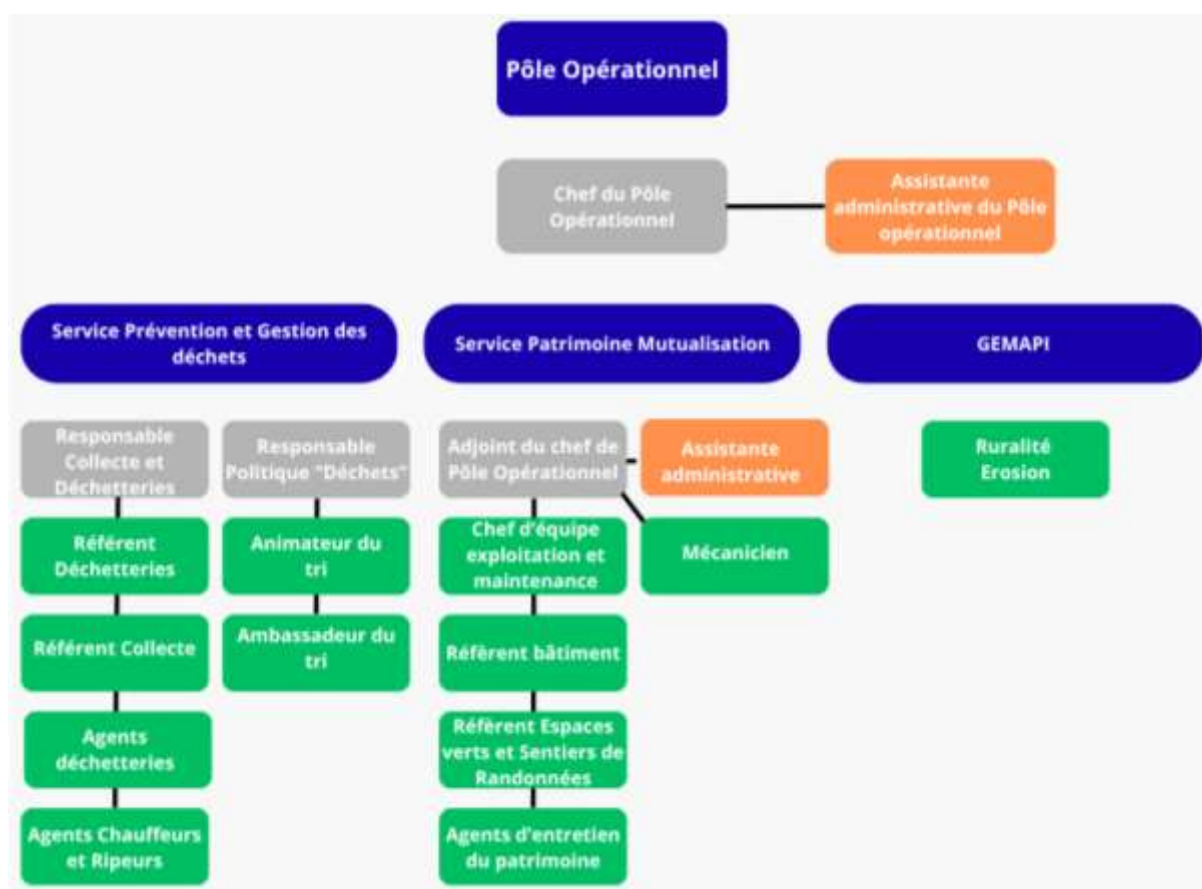 Pôle Opérationnel
Chef du Pôle
Opérationnel
Assistante
administrative du Pôle
opérationnel
Service Prévention et Gestion des
déchets
Service Patrimoine Mutualisation
GEMAPI
Responsable
Collecte et
Déchetteries
Responsable
Politique "Déchets"
Adjoint du chef de
Pôle Opérationnel
Assistante
administrative
Ruralité
Erosion
Référent
Déchetteries
Animateur du
tri
Chef d'équipe
exploitation et
maintenance
Mécanicien
Référent Collecte
Ambassadeur du
tri
Réfèrent bâtiment
Agents
déchetteries
Réfèrent Espaces
verts et Sentiers de
Randonnées
Agents Chauffeurs
et Ripeurs
Agents d'entretien
du patrimoine